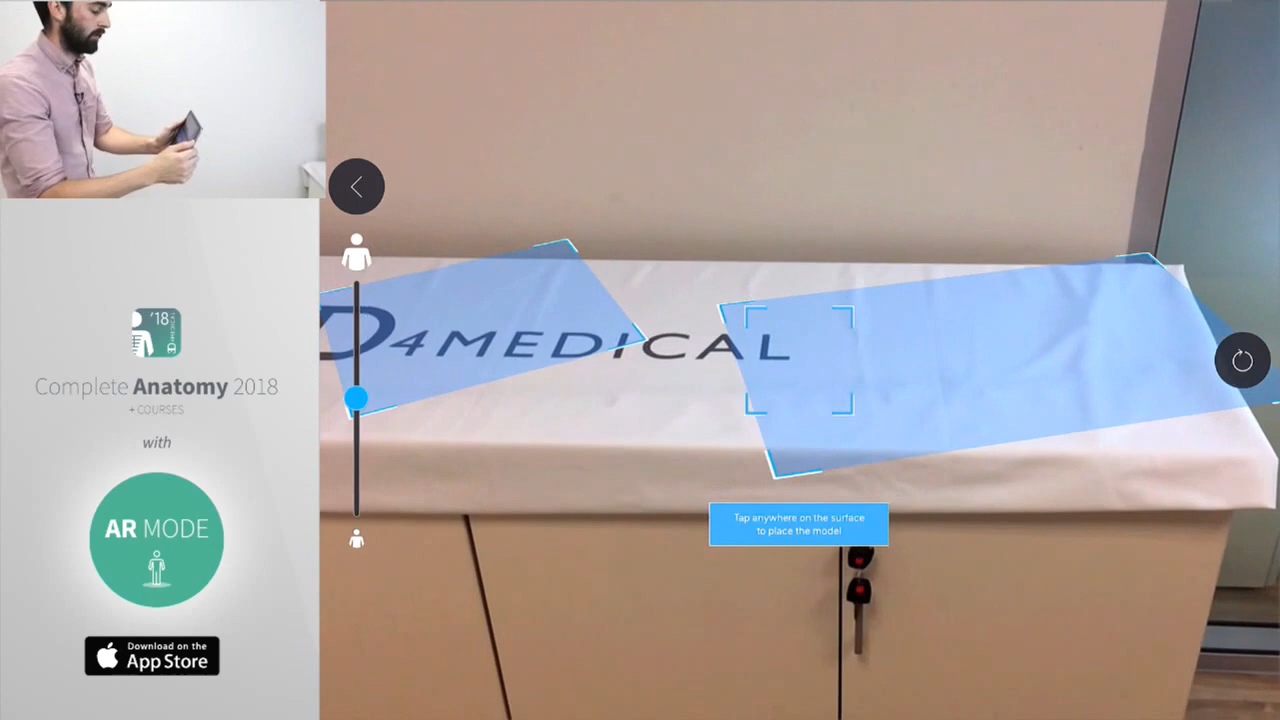 '18
3D4MEDICAL
Complete Anatomy 2018
+ COURSES
with
AR MODE
Download on the
App Store
D4MEDICAL
Tap anywhere on the surface
to place the model